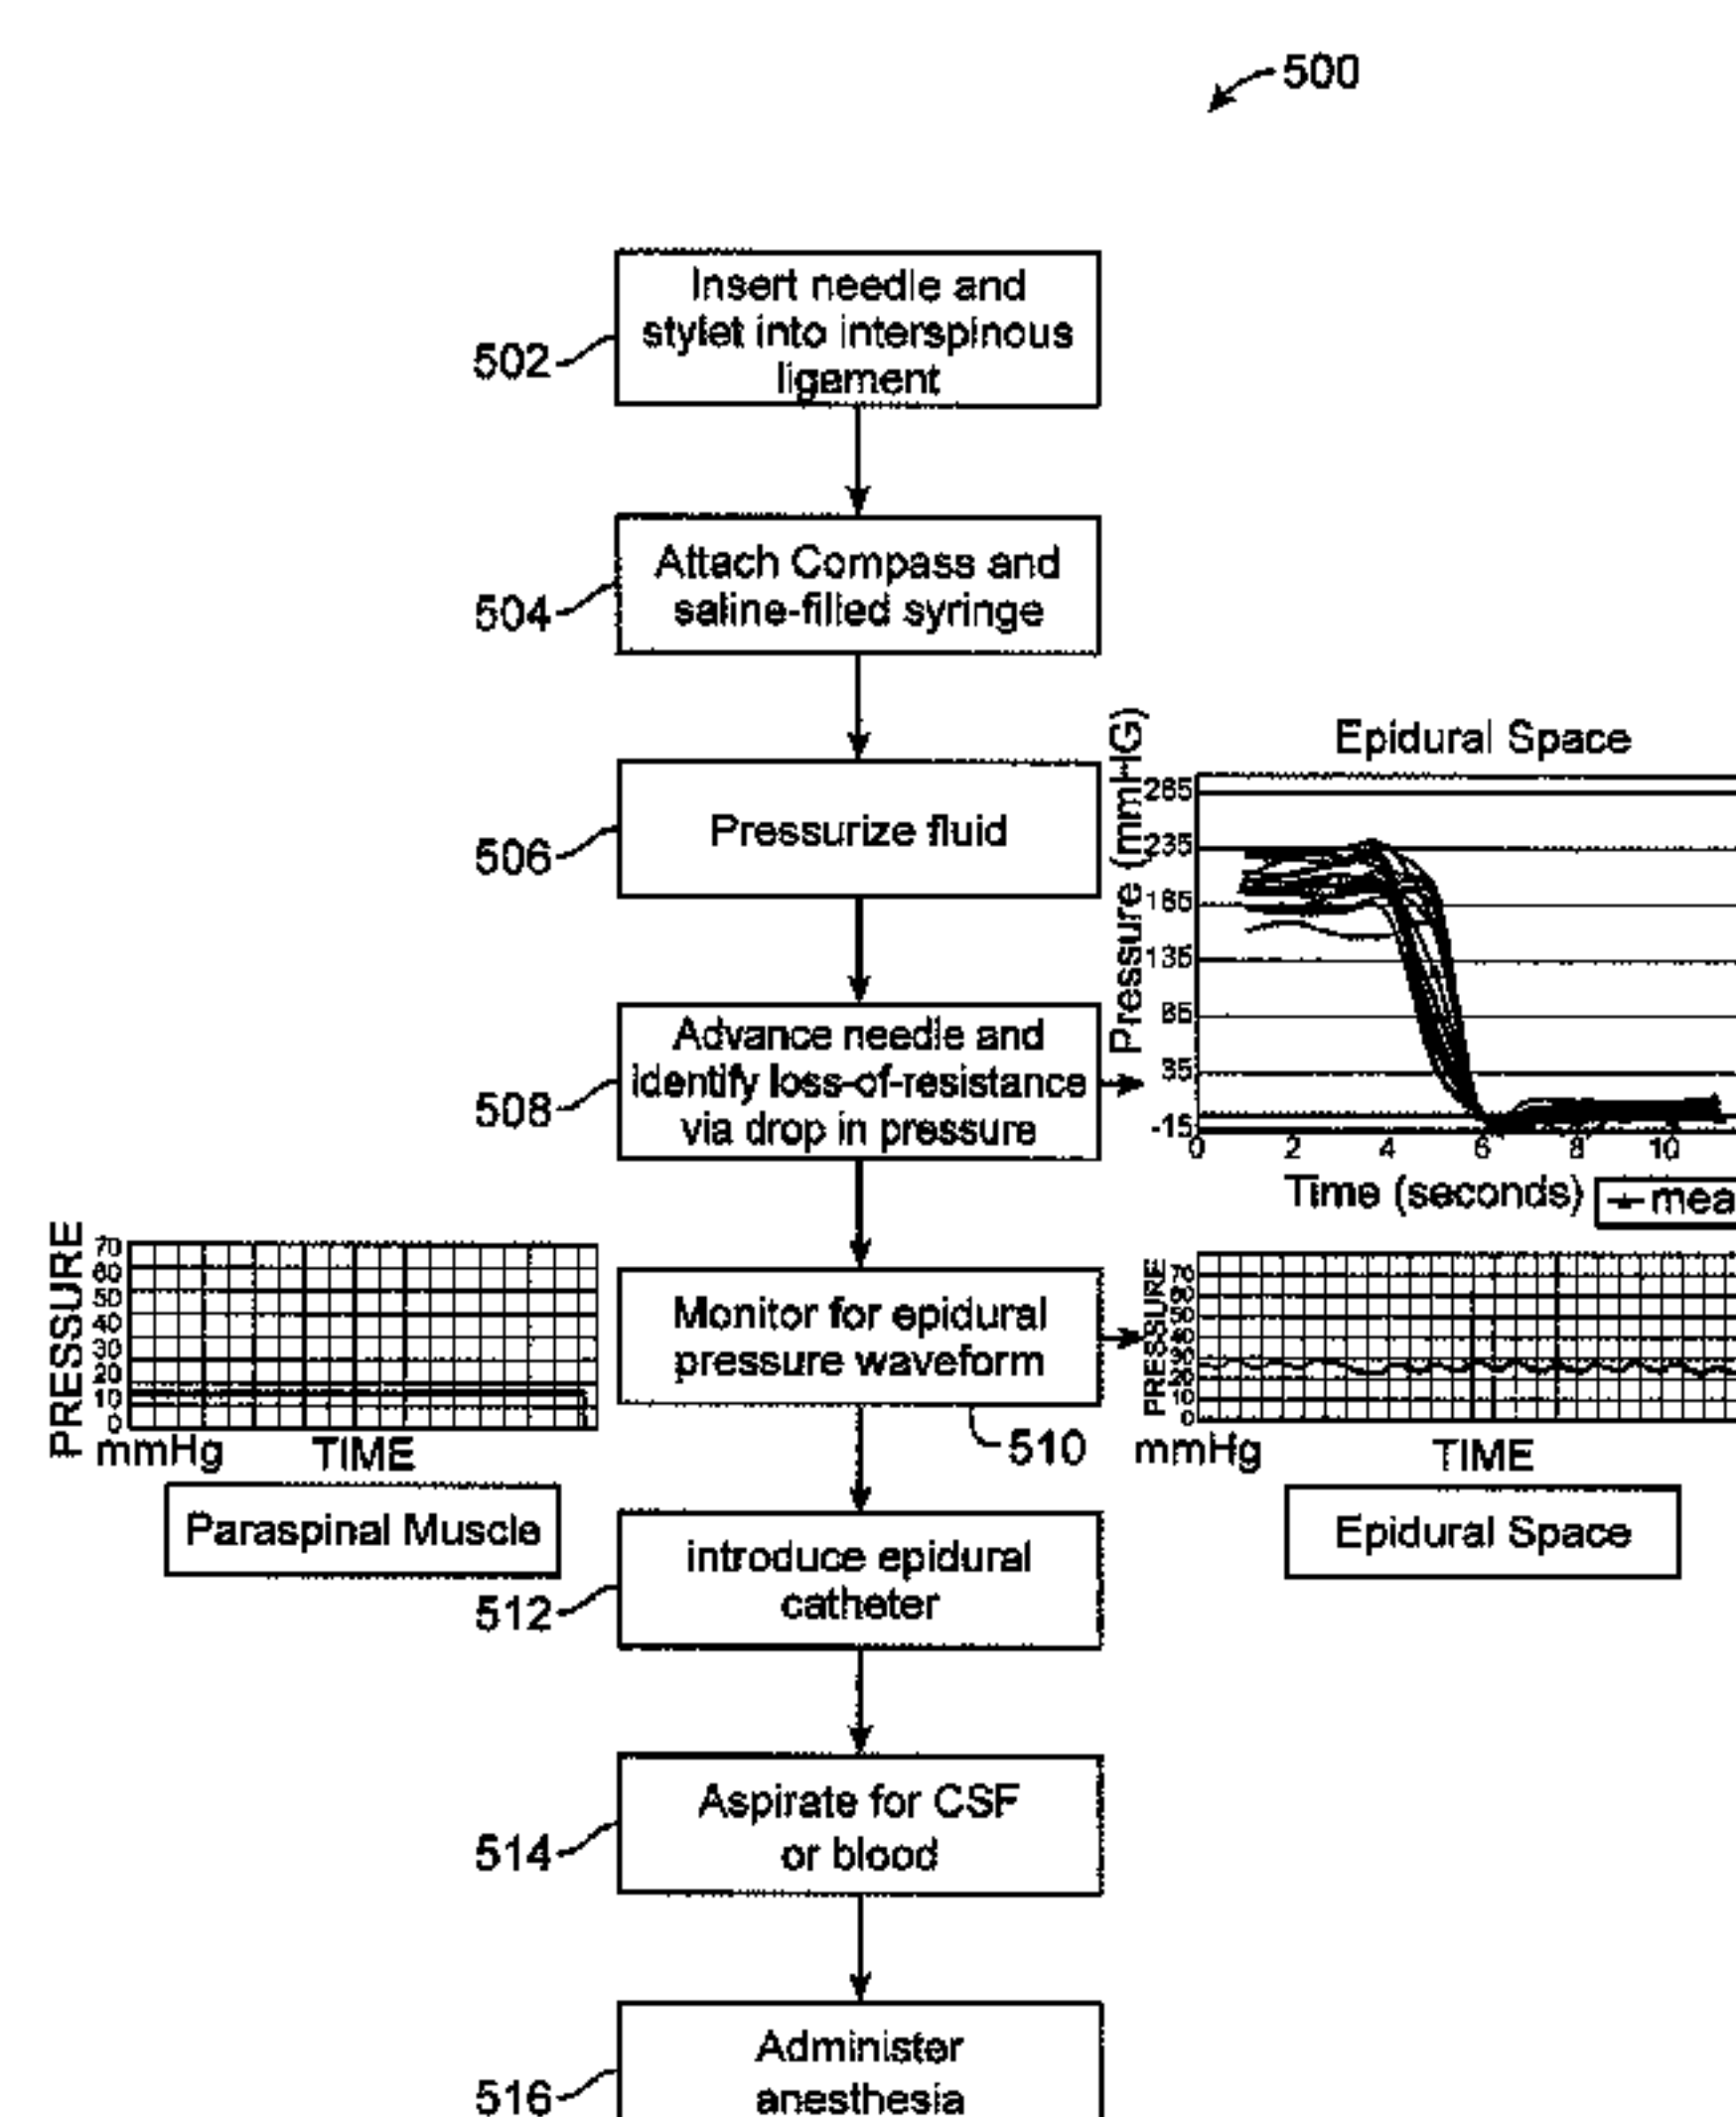 500
Insert needle and
stylet into interspinous
ligament
502
Attach Compass and
saline-filled syringe
504
Pressurize fluid
506
Epidural Space
Pressure (mmHG)
285
235
185
135
85
35
-15
0 2 4 6 8 10
Time (seconds)
mea
Advance needle and
identify loss-of-resistance
via drop in pressure
508
PRESSURE
70
60
50
40
30
20
10
0
mmHg
TIME
Paraspinal Muscle
Monitor for epidural
pressure waveform
510
PRESSURE
70
60
50
40
30
20
10
0
mmHg
TIME
Epidural Space
introduce epidural
catheter
512
Aspirate for CSF
or blood
514
Administer
anesthesia
516